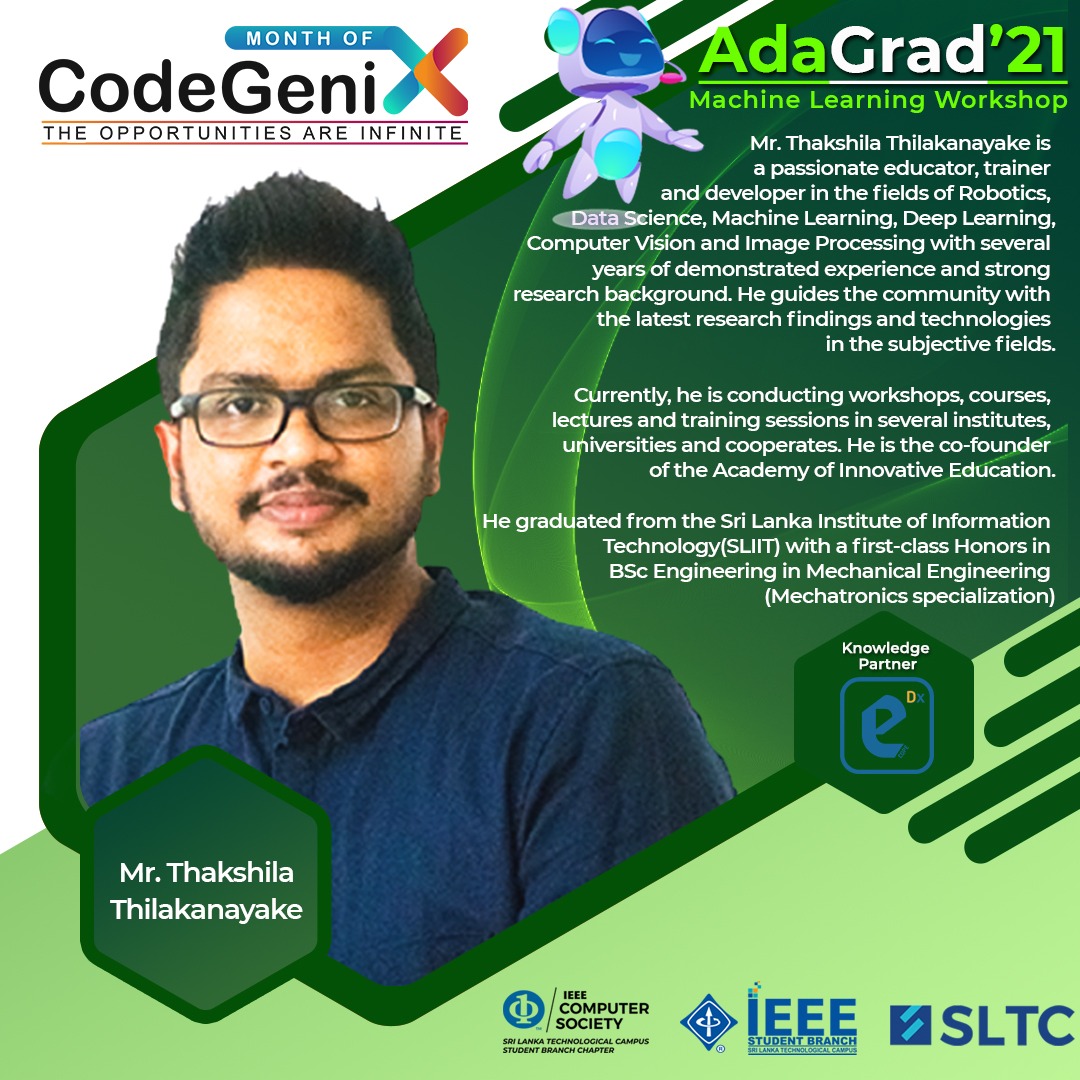 MONTH OF
CodeGeniX
THE OPPORTUNITIES ARE INFINITE
AdaGrad'21
Machine Learning Workshop
Mr. Thakshila Thilakanayake is
a passionate educator, trainer
and developer in the fields of Robotics,
Data Science, Machine Learning, Deep Learning,
Computer Vision and Image Processing with several
years of demonstrated experience and strong
research background. He guides the community with
the latest research findings and technologies
in the subjective fields.
Currently, he is conducting workshops, courses,
lectures and training sessions in several institutes,
universities and cooperates. He is the co-founder
of the Academy of Innovative Education.
He graduated from the Sri Lanka Institute of Information
Technology(SLIIT) with a first-class Honors in
BSc Engineering in Mechanical Engineering
(Mechatronics specialization)
Knowledge
Partner
e Dx
Mr. Thakshila
Thilakanayake
IEEE
COMPUTER
SOCIETY
SRI LANKA TECHNOLOGICAL CAMPUS
STUDENT BRANCH CHAPTER
IEEE
STUDENT BRANCH
SRI LANKA TECHNOLOGICAL CAMPUS
SLTC